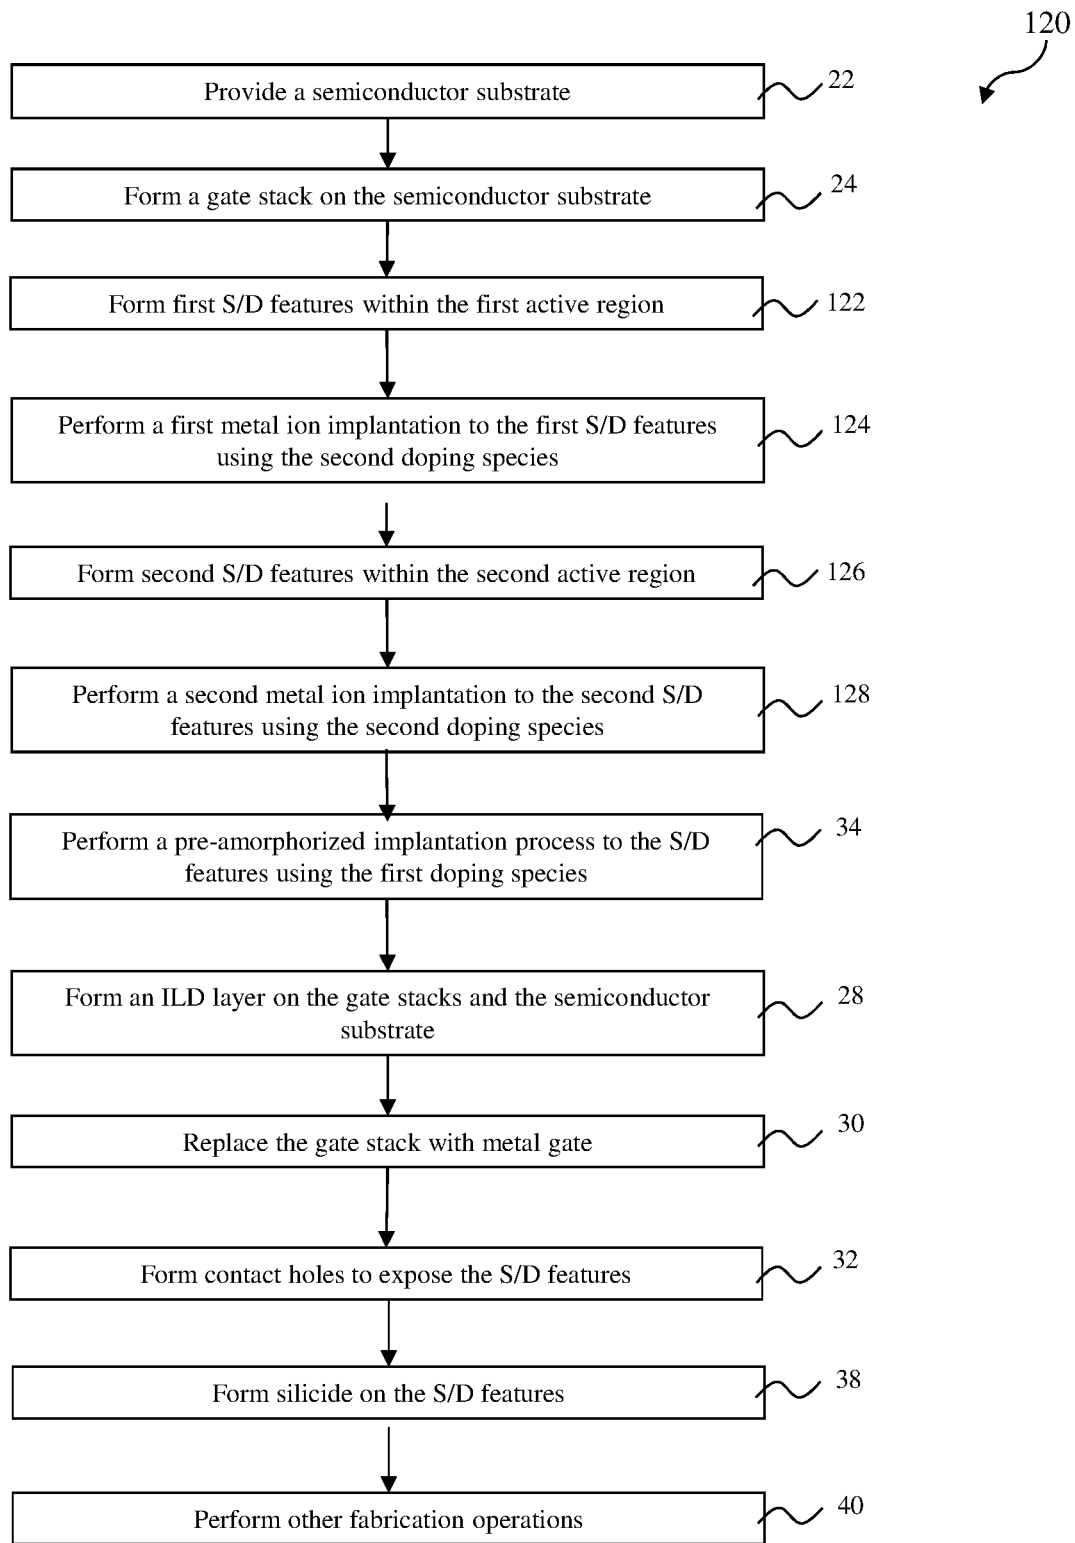 120
Provide a semiconductor substrate
22
Form a gate stack on the semiconductor substrate
24
Form first S/D features within the first active region
122
Perform a first metal ion implantation to the first S/D features
using the second doping species
124
Form second S/D features within the second active region
126
Perform a second metal ion implantation to the second S/D
features using the second doping species
128
Perform a pre-amorphorized implantation process to the S/D
features using the first doping species
34
Form an ILD layer on the gate stacks and the semiconductor
substrate
28
Replace the gate stack with metal gate
30
Form contact holes to expose the S/D features
32
Form silicide on the S/D features
38
Perform other fabrication operations
40